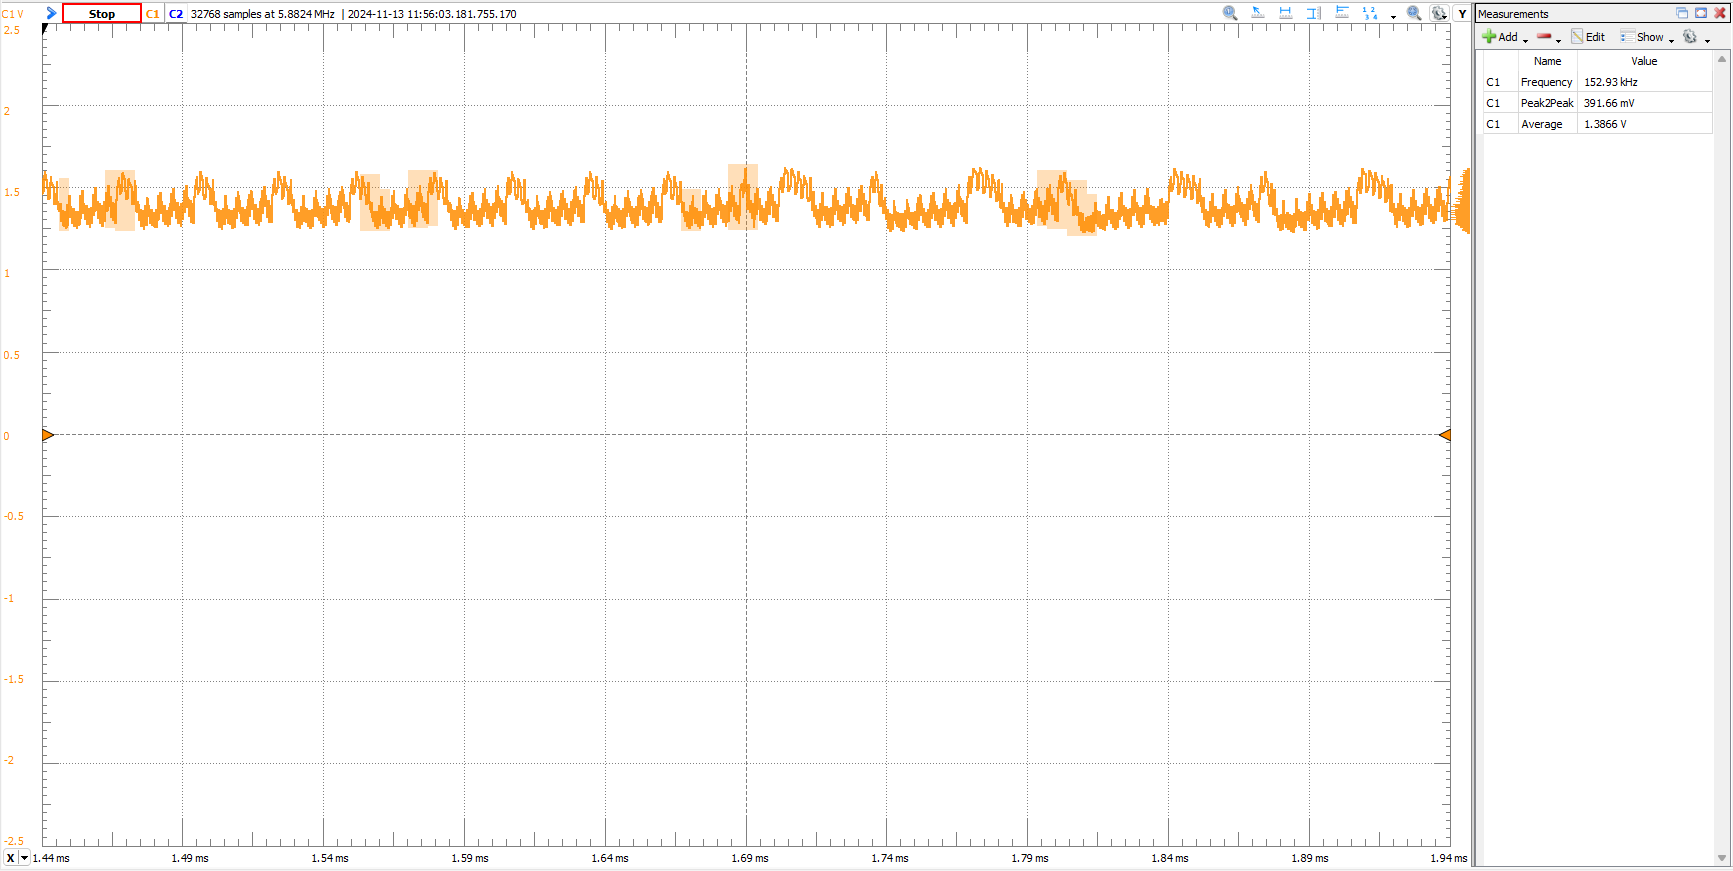 C1 V
Stop
C1
C2
32768 samples at 5.8824 MHz | 2024-11-13 11:56:03.181.755.170
1 2
3 4
Y
2.5
2
1.5
1
0.5
0
-0.5
-1
-1.5
-2
-2.5
X
1.44 ms
1.49 ms
1.54 ms
1.59 ms
1.64 ms
1.69 ms
1.74 ms
1.79 ms
1.84 ms
1.89 ms
1.94 ms
Measurements
Add
Edit
Show
Name Value
C1 Frequency 152.93 kHz
C1 Peak2Peak 391.66 mV
C1 Average 1.3866 V